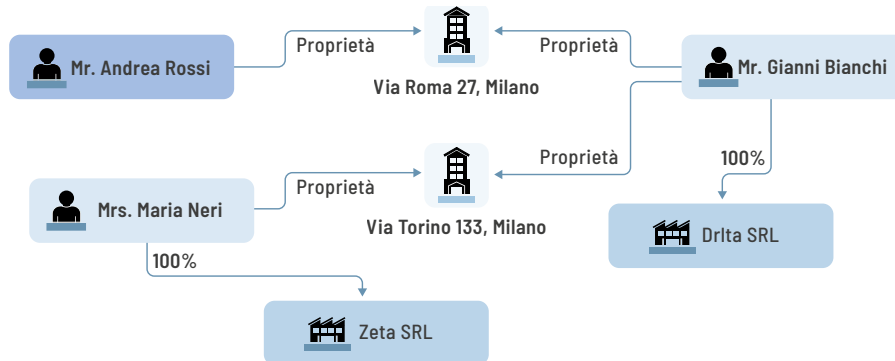 Proprietà
Proprietà
Mr. Andrea Rossi
Mr. Gianni Bianchi
Via Roma 27, Milano
Proprietà
100%
Proprietà
Mrs. Maria Neri
Via Torino 133, Milano
Drlta SRL
100%
Zeta SRL